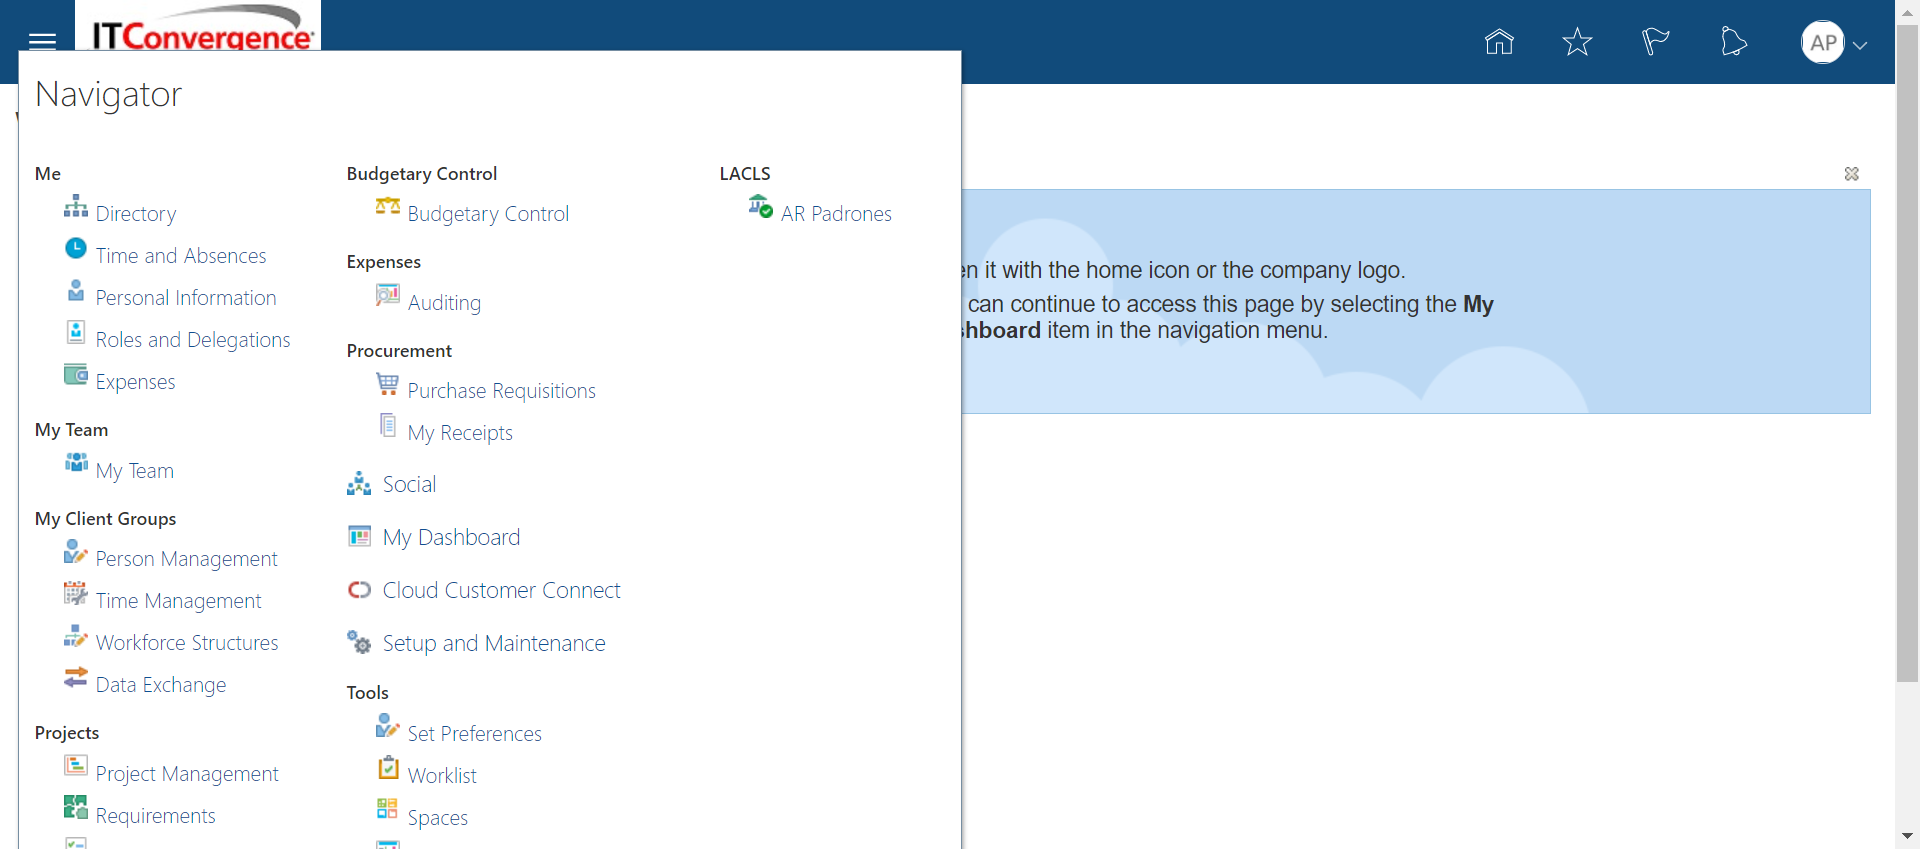 ITConvergence
AP
Navigator
Me
Directory
Time and Absences
Personal Information
Roles and Delegations
Expenses
My Team
My Team
My Client Groups
Person Management
Time Management
Workforce Structures
Data Exchange
Projects
Project Management
Requirements
Budgetary Control
Budgetary Control
Expenses
Auditing
Procurement
Purchase Requisitions
My Receipts
Social
My Dashboard
Cloud Customer Connect
Setup and Maintenance
Tools
Set Preferences
Worklist
Spaces
LACLS
AR Padrones
it with the home icon or the company logo.
can continue to access this page by selecting the My
item in the navigation menu.